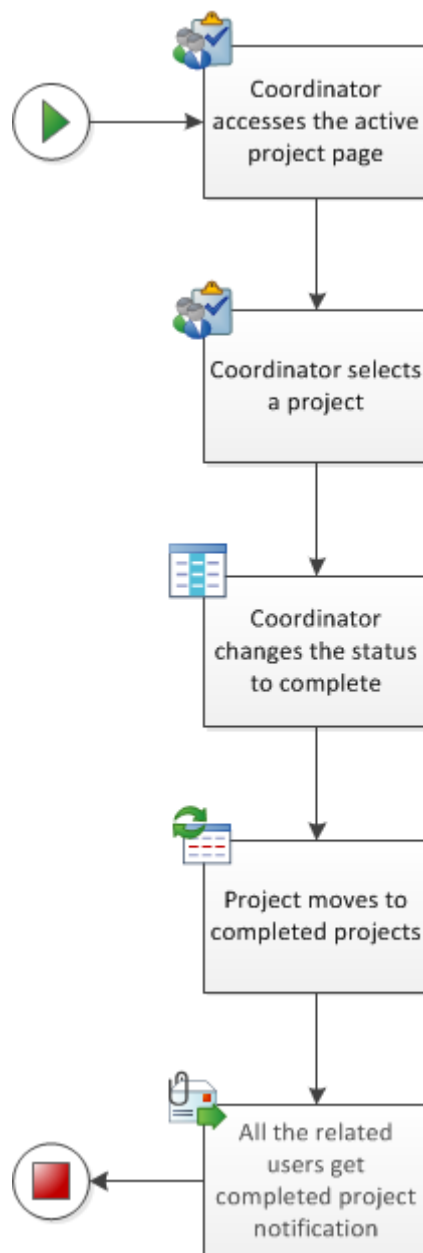 Coordinator
accesses the active
project page
Coordinator selects
a project
Coordinator
changes the status
to complete
Project moves to
completed projects
All the related
users get
completed project
notification